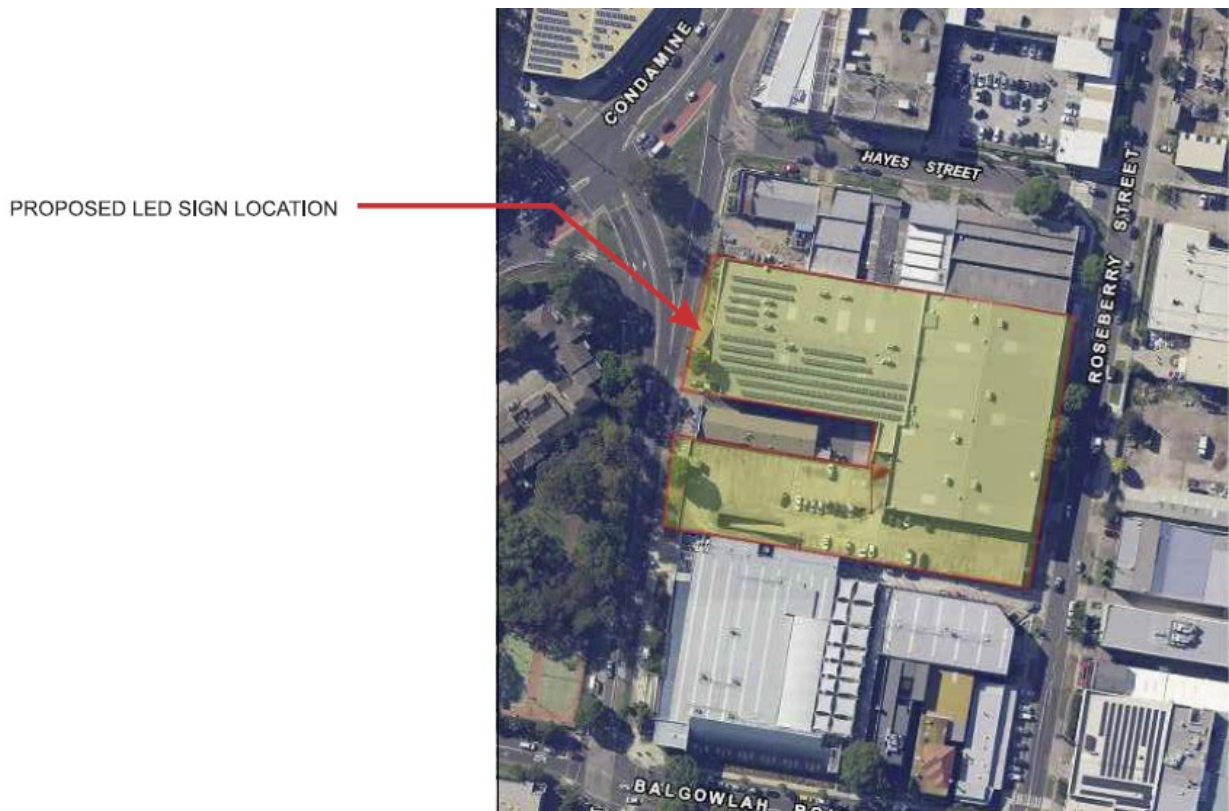 CONDAMINE
HAYES STREET
ROSEBERRY STREET
PROPOSED LED SIGN LOCATION
BALGOWLAH